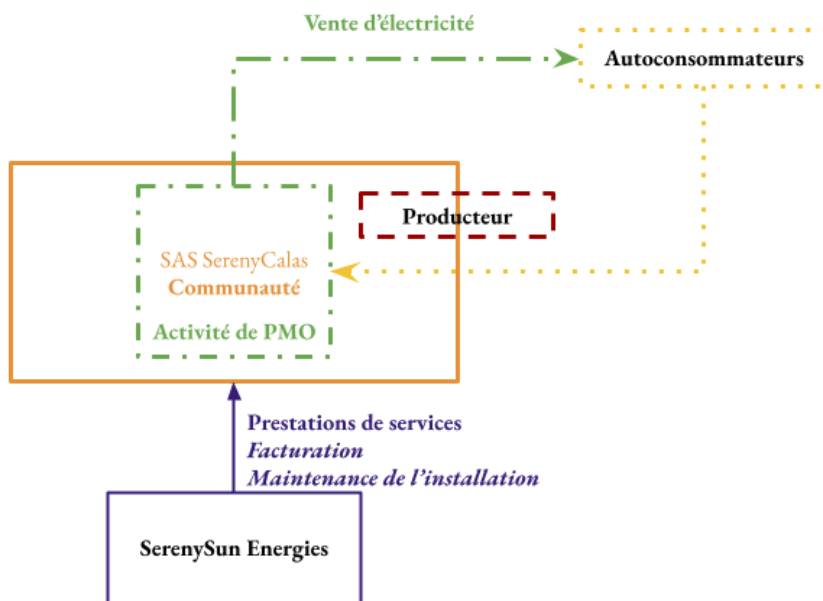 Vente d'électricité
Autoconsommateurs
Producteur
SAS SerenyCalas
Communauté
Activité de PMO
Prestations de services
Facturation
Maintenance de l'installation
SerenySun Energies